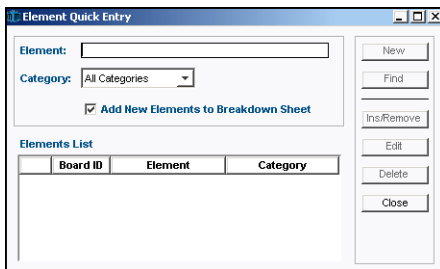 Element Quick Entry
Element:
Category: All Categories
Add New Elements to Breakdown Sheet
Elements List
Board ID Element Category
New
Find
Ins/Remove
Edit
Delete
Close